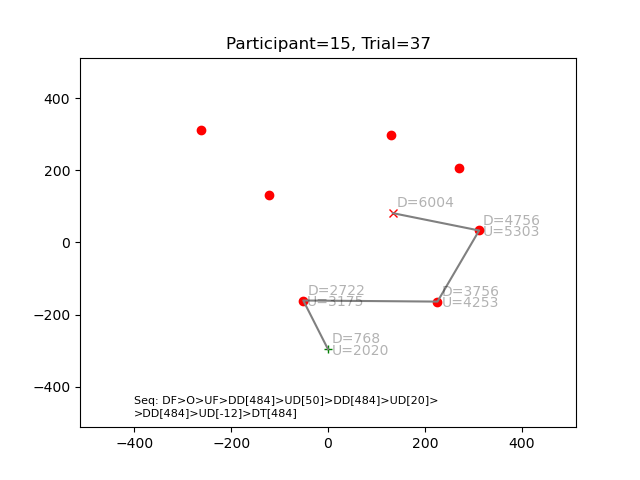 Participant=15, Trial=37
400
200
0
−200
−400
D=6004
D=4756
U=5303
D=2722
U=3175
D=3756
U=4253
D=768
U=2020
Seq: DF>O>UF>DD[484]>UD[50]>DD[484]>UD[20]>
>DD[484]>UD[-12]>DT[484]
−400 −200 0 200 400